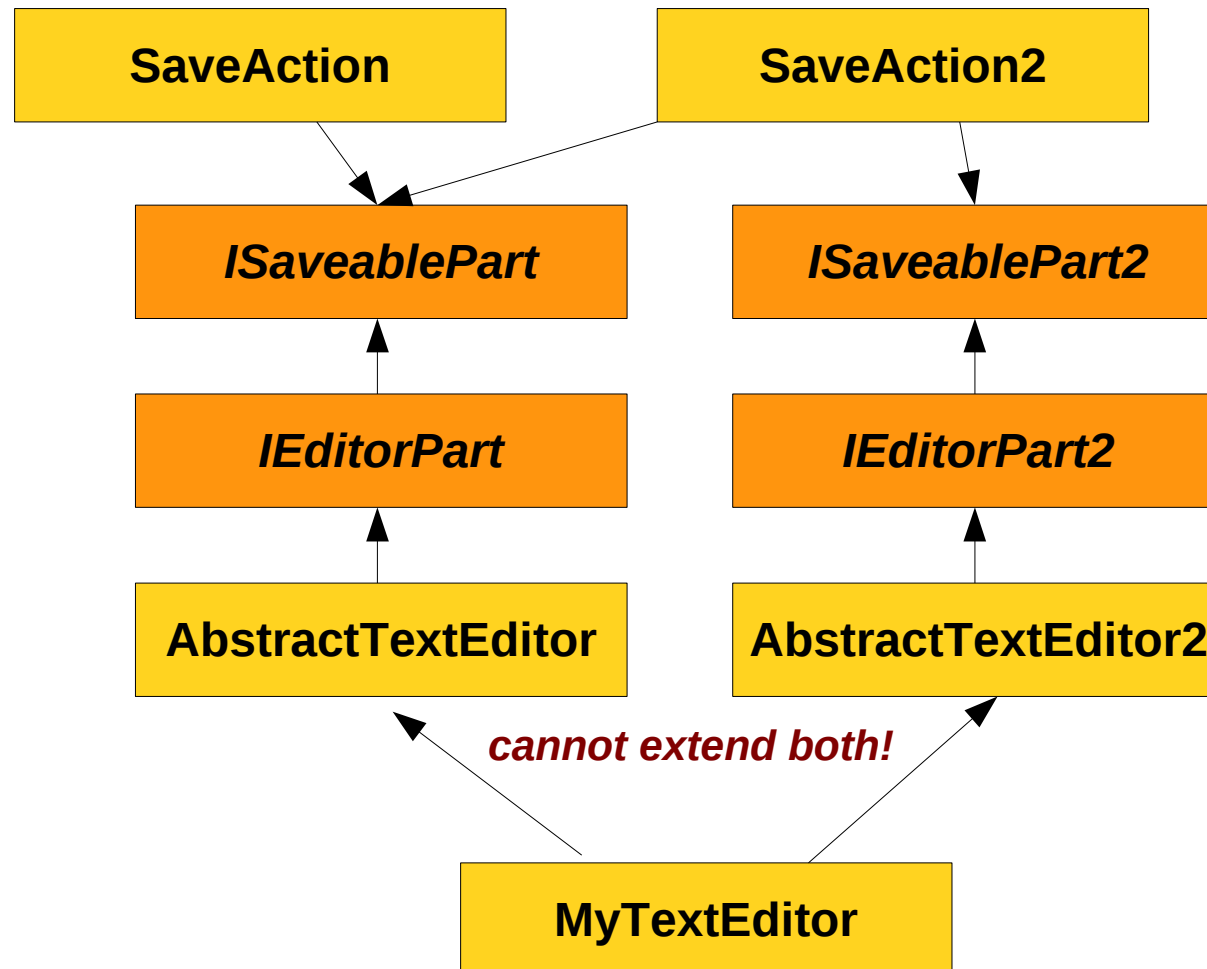 SaveAction
SaveAction2
ISaveablePart
ISaveablePart2
IEditorPart
IEditorPart2
AbstractTextEditor
AbstractTextEditor2
cannot extend both!
MyTextEditor